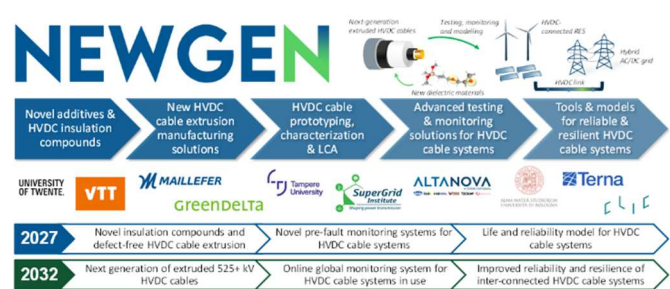 NEWGEN
Next-generation
extruded HVDC cables
Testing, monitoring
and modelling
HVDC-
connected RES
Hybrid
AC/DC grid
HVDC link
New dielectric materials
Novel additives &
HVDC insulation
compounds
New HVDC
cable extrusion
manufacturing
solutions
HVDC cable
prototyping,
characterization
& LCA
Advanced testing
& monitoring
solutions for HVDC
cable systems
Tools & models
for reliable &
resilient HVDC
cable systems
UNIVERSITY
OF TWENTE.
VTT
MAILLEFER
GREENDELTA
Tampere
University
SuperGrid
Institute
ALTANOVA
Terna
CLIC
2027
Novel insulation compounds and
defect-free HVDC cable extrusion
Novel pre-fault monitoring systems for
HVDC cable systems
Life and reliability model for HVDC
cable systems
2032
Next generation of extruded 525+ kV
HVDC cables
Online global monitoring system for
HVDC cable systems in use
Improved reliability and resilience of
inter-connected HVDC cable systems